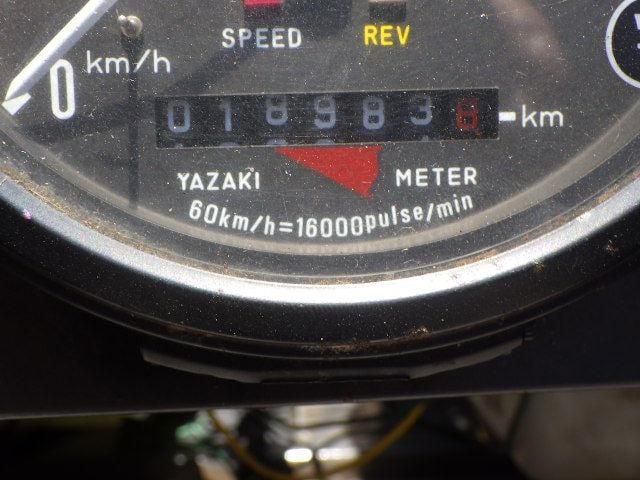 SPEED REV
km/h
0
0189838 km
YAZAKI METER
60km/h=16000pulse/min